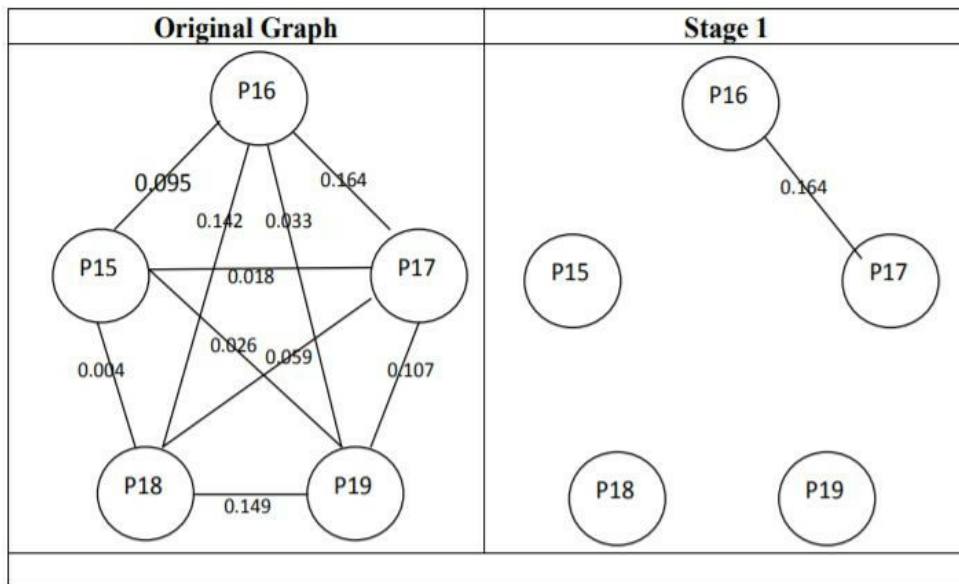 Original Graph
Stage 1
P16
P16
0.095
0.164
0.164
0.142
0.033
P15
P17
P15
P17
0.018
0.026
0.059
0.004
0.107
P18
P19
P18
P19
0.149